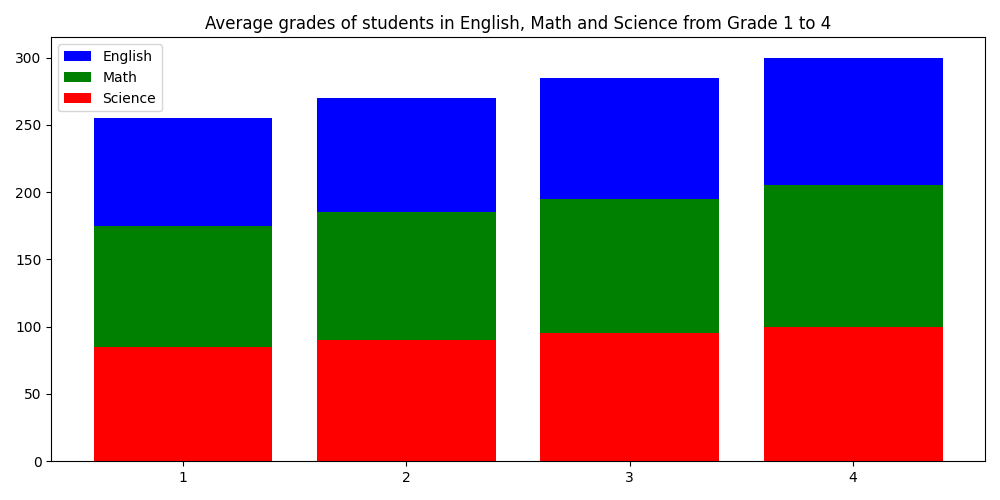 Average grades of students in English, Math and Science from Grade 1 to 4
English
Math
Science
300
250
200
150
100
50
0
1 2 3 4